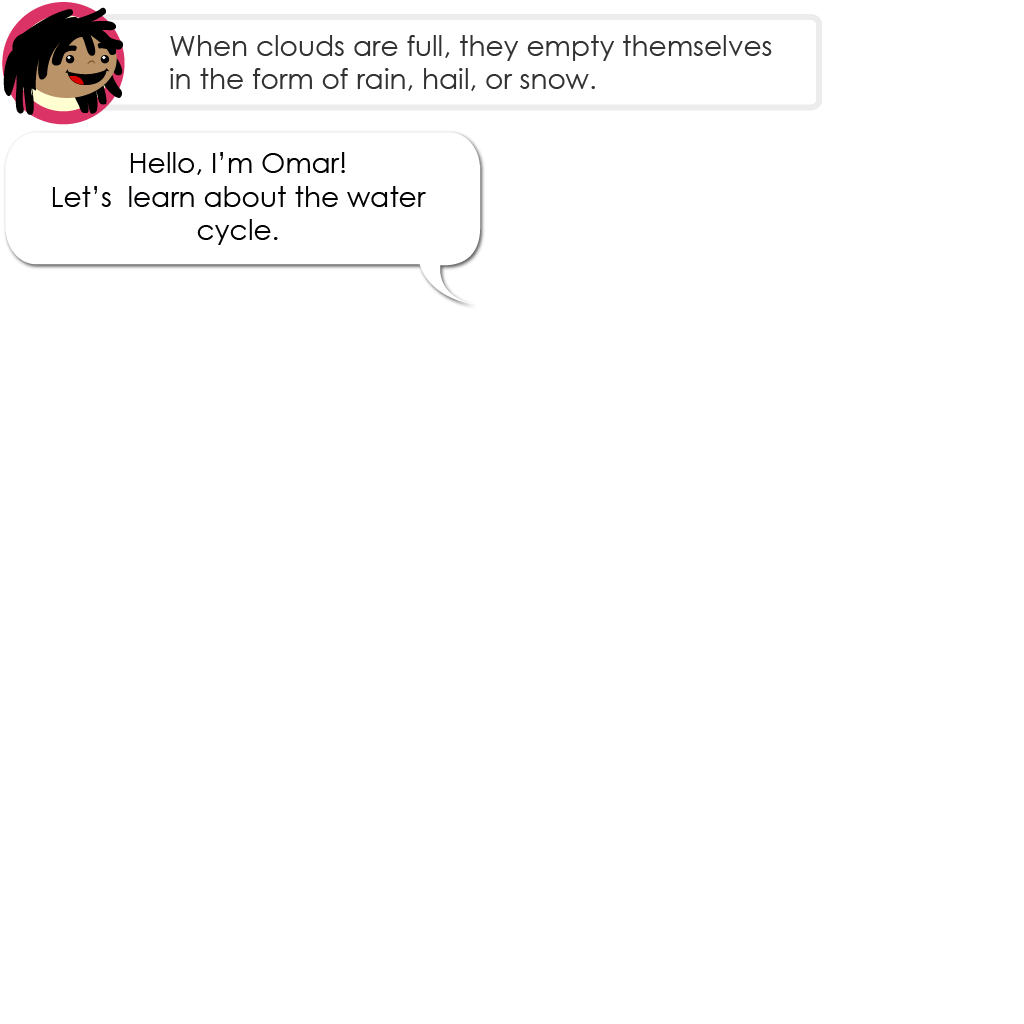 When clouds are full, they empty themselves
in the form of rain, hail, or snow.
Hello, I’m Omar!
Let’s  learn about the water
cycle.